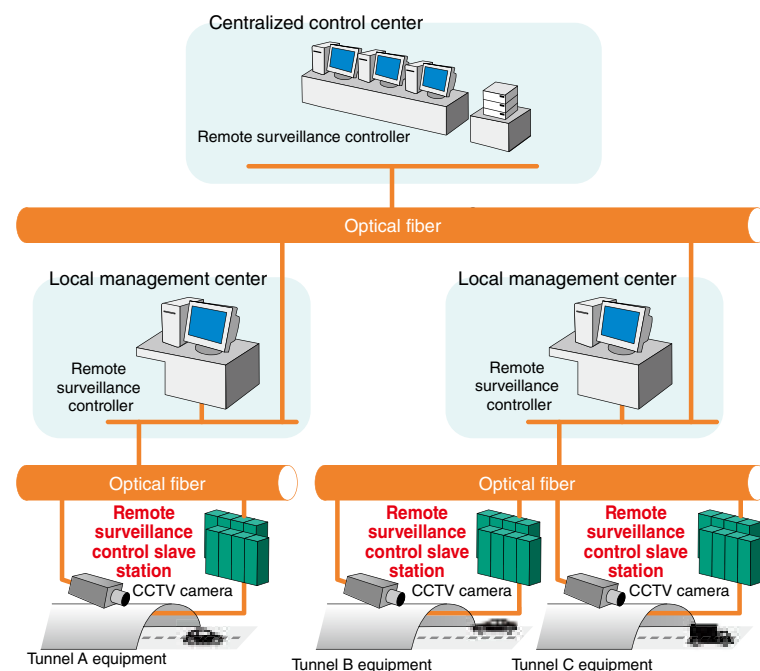 Centralized control center
Remote surveillance controller
Optical fiber
Local management center
Remote
surveillance
controller
Local management center
Remote
surveillance
controller
Optical fiber
Remote
surveillance
control slave
station
CCTV camera
Tunnel A equipment
Optical fiber
Remote
surveillance
control slave
station
CCTV camera
Tunnel B equipment
Remote
surveillance
control slave
station
CCTV camera
Tunnel C equipment